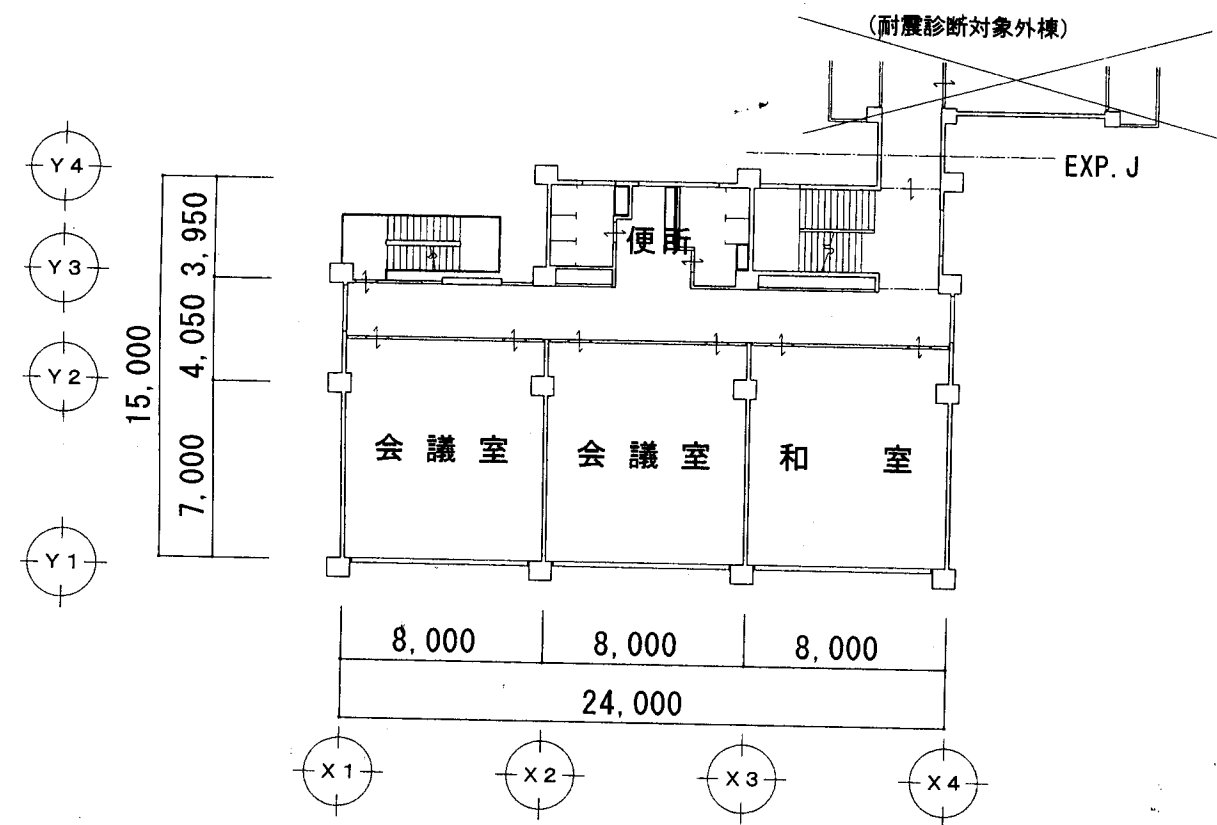 (耐震診断対象外棟)
EXP. J
Y4
Y3
Y2
Y1
3,950
4,050
7,000
15,000
便所
会議室
会議室
和室
8,000
8,000
8,000
24,000
X1
X2
X3
X4